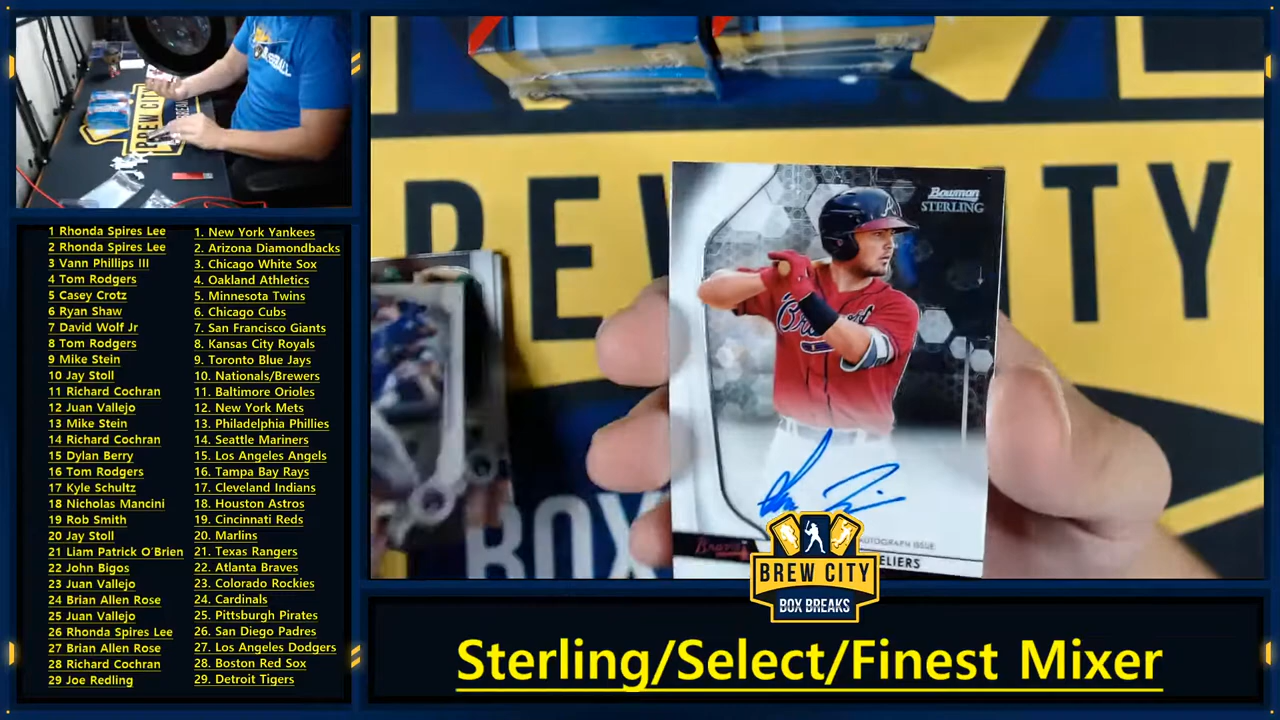 1 Rhonda Spires Lee
2 Rhonda Spires Lee
3 Vann Phillips III
4 Tom Rodgers
5 Casey Crotz
6 Ryan Shaw
7 David Wolf Jr
8 Tom Rodgers
9 Mike Stein
10 Jay Stoll
11 Richard Cochran
12 Juan Vallejo
13 Mike Stein
14 Richard Cochran
15 Dylan Berry
16 Tom Rodgers
17 Kyle Schultz
18 Nicholas Mancini
19 Rob Smith
20 Jay Stoll
21 Liam Patrick O'Brien
22 John Bigos
23 Juan Vallejo
24 Brian Allen Rose
25 Juan Vallejo
26 Rhonda Spires Lee
27 Brian Allen Rose
28 Richard Cochran
29 Joe Redling
1. New York Yankees
2. Arizona Diamondbacks
3. Chicago White Sox
4. Oakland Athletics
5. Minnesota Twins
6. Chicago Cubs
7. San Francisco Giants
8. Kansas City Royals
9. Toronto Blue Jays
10. Nationals/Brewers
11. Baltimore Orioles
12. New York Mets
13. Philadelphia Phillies
14. Seattle Mariners
15. Los Angeles Angels
16. Tampa Bay Rays
17. Cleveland Indians
18. Houston Astros
19. Cincinnati Reds
20. Marlins
21. Texas Rangers
22. Atlanta Braves
23. Colorado Rockies
24. Cardinals
25. Pittsburgh Pirates
26. San Diego Padres
27. Los Angeles Dodgers
28. Boston Red Sox
29. Detroit Tigers
BREW CITY
Bowman
STERLING
A
Braves
AUTOGRAPH ISSUE
ELIERS
BOX
BREW CITY
BOX BREAKS
Sterling/Select/Finest Mixer